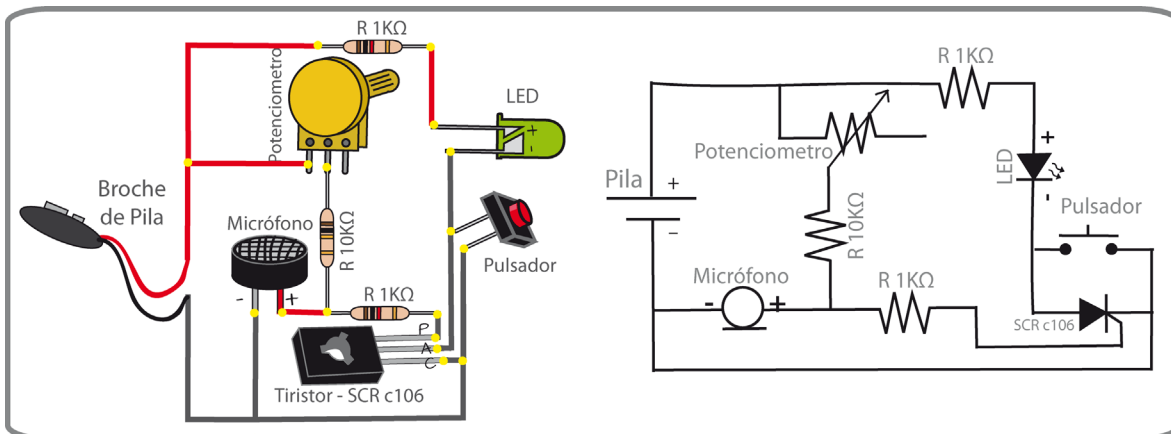 R 1KΩ
Potenciometro
LED
+
-
Broche
de Pila
Micrófono
-
+
R 10KΩ
Pulsador
R 1KΩ
P
A
C
Tiristor - SCR c106
R 1KΩ
Potenciometro
+
LED
-
Pila
+
−
Pulsador
R 10KΩ
Micrófono
-
+
R 1KΩ
SCR c106